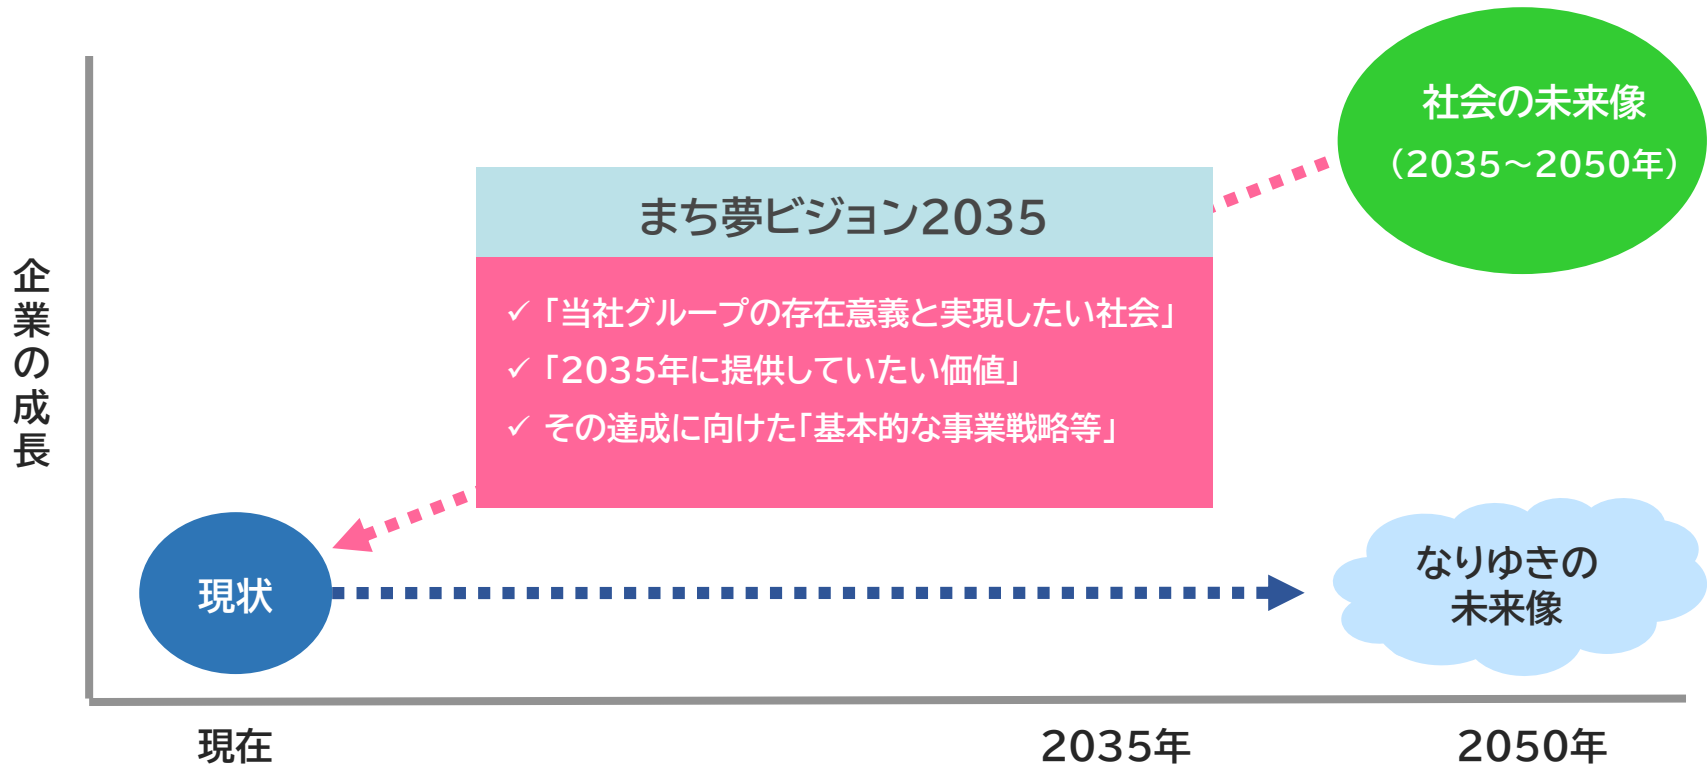 社会の未来像
（2035～2050年）
まち夢ビジョン2035
✓「当社グループの存在意義と実現したい社会」
✓「2035年に提供していたい価値」
✓ その達成に向けた「基本的な事業戦略等」
企業の成長
現状
なりゆきの
未来像
現在
2035年
2050年